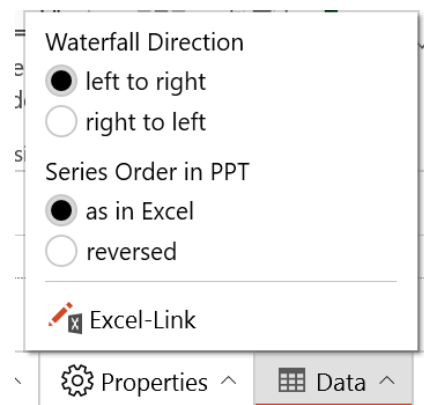 Waterfall Direction
left to right
right to left
Series Order in PPT
as in Excel
reversed
Excel-Link
Properties
Data